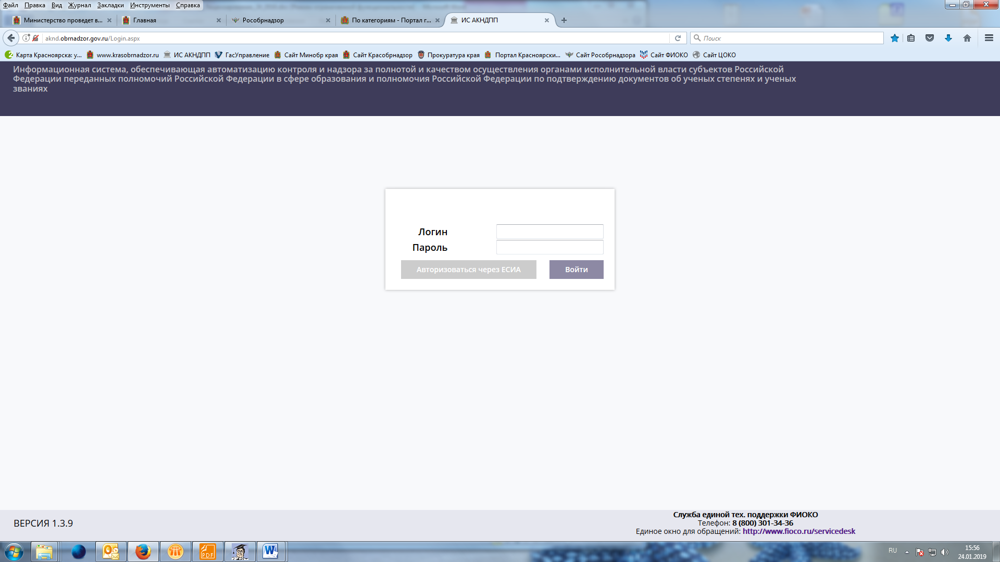 Файл Правка Вид Журнал Закладки Инструменты Справка
Министерство проведет в...
Главная
Рособрнадзор
По категориям - Портал г...
ИС АКНДПП
aknd.obrnadzor.gov.ru/Login.aspx
Поиск
Карта Красноярска: у... www.krasobrnadzor.ru ИС АКНДПП ГасУправление Сайт Минобр края Сайт Красобрнадзор Прокуратура края Портал Красноярски... Сайт Рособрнадзора Сайт ФИОКО Сайт ЦОКО
Информационная система, обеспечивающая автоматизацию контроля и надзора за полнотой и качеством осуществления органами исполнительной власти субъектов Российской
Федерации переданных полномочий Российской Федерации в сфере образования и полномочия Российской Федерации по подтверждению документов об ученых степенях и ученых
званиях
Логин
Пароль
Авторизоваться через ЕСИА
Войти
ВЕРСИЯ 1.3.9
Служба единой тех. поддержки ФИОКО
Телефон: 8 (800) 301-34-36
Единое окно для обращений: http://www.fioco.ru/servicedesk
PDF
RU
15:56
24.01.2019